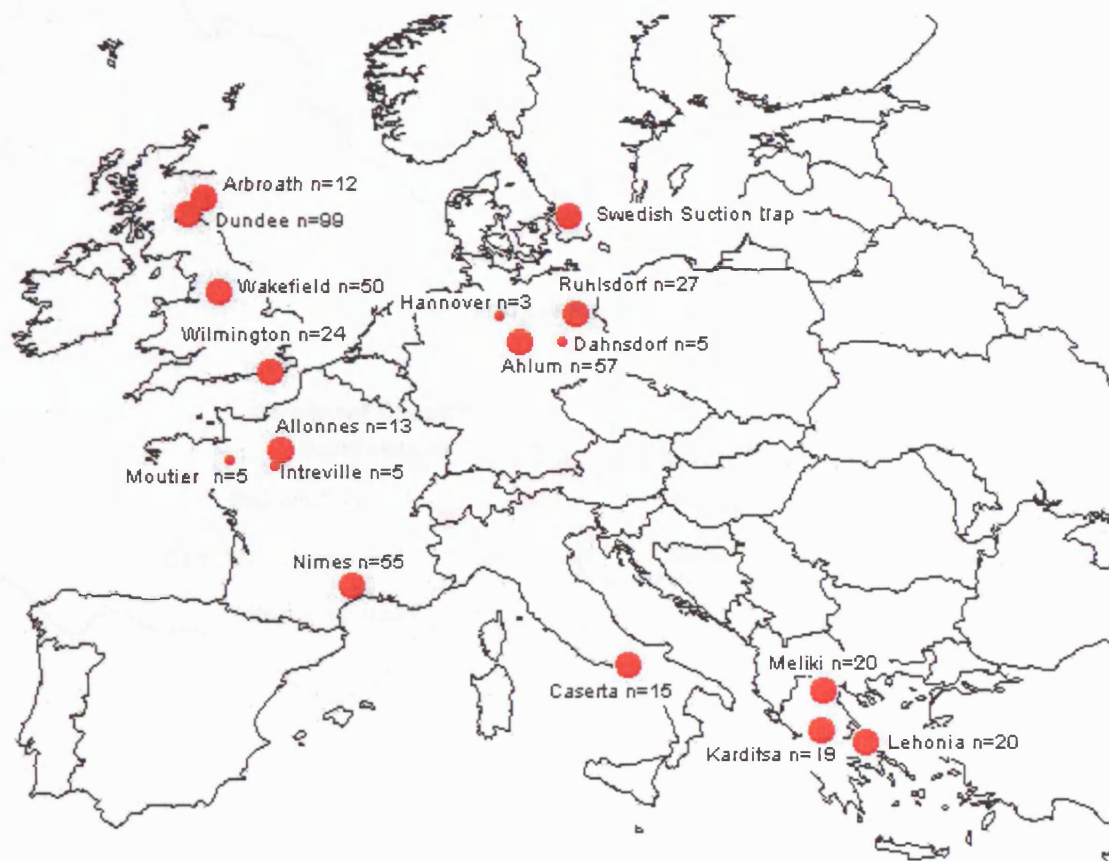 Arbroath n=12
Dundee n=99
Swedish Suction trap
Wakefield n=50
Ruhlsdorf n=27
Hannover n=3
Wilmington n=24
Dahnsdorf n=5
Ahlum n=57
Allonnes n=13
Moutier n=5
Intreville n=5
Nimes n=55
Meliki n=20
Caserta n=15
Karditsa n=19
Lehonia n=20